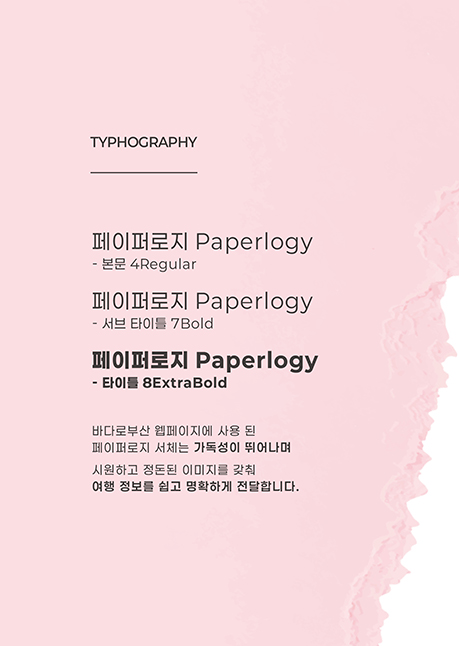 TYPHOGRAPHY
페이퍼로지 Paperlogy
- 본문 4Regular
페이퍼로지 Paperlogy
- 서브 타이틀 7Bold
페이퍼로지 Paperlogy
- 타이틀 8ExtraBold
바다로부산 웹페이지에 사용 된
페이퍼로지 서체는 가독성이 뛰어나며
시원하고 정돈된 이미지를 갖춰
여행 정보를 쉽고 명확하게 전달합니다.